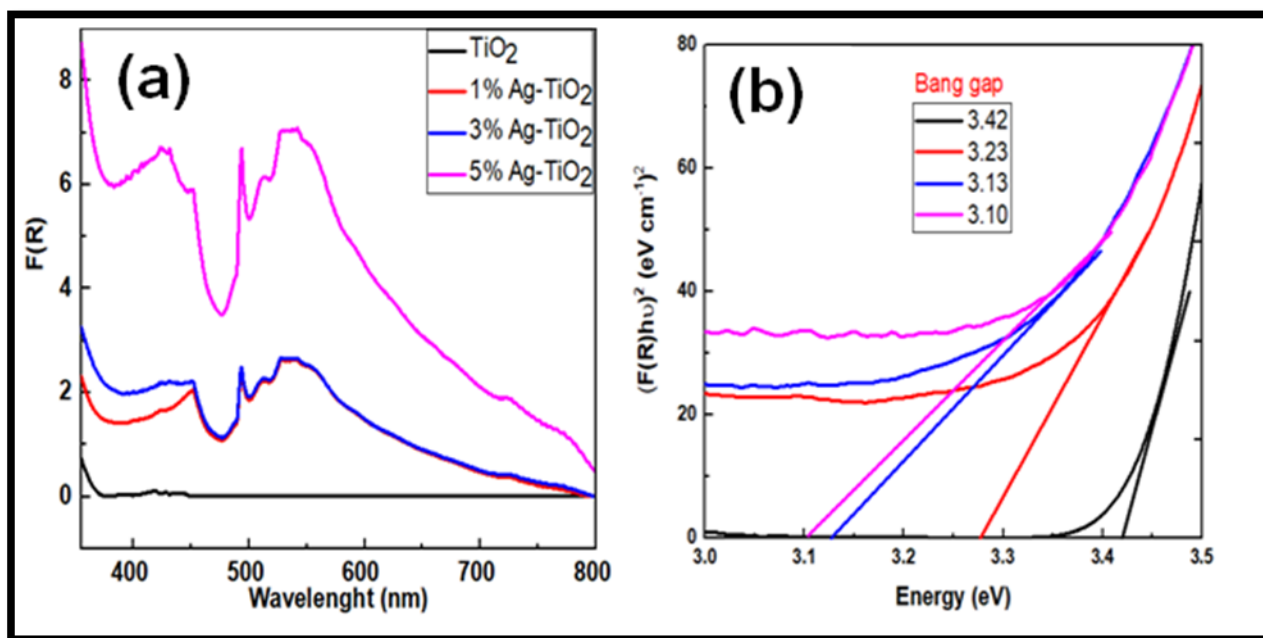 (a)
TiO2
1% Ag-TiO2
3% Ag-TiO2
5% Ag-TiO2
F(R)
8
6
4
2
0
400 500 600 700 800
Wavelenght (nm)
(b)
Bang gap
3.42
3.23
3.13
3.10
(F(R)hυ)² (eV cm⁻¹)²
80
60
40
20
0
3.0 3.1 3.2 3.3 3.4 3.5
Energy (eV)